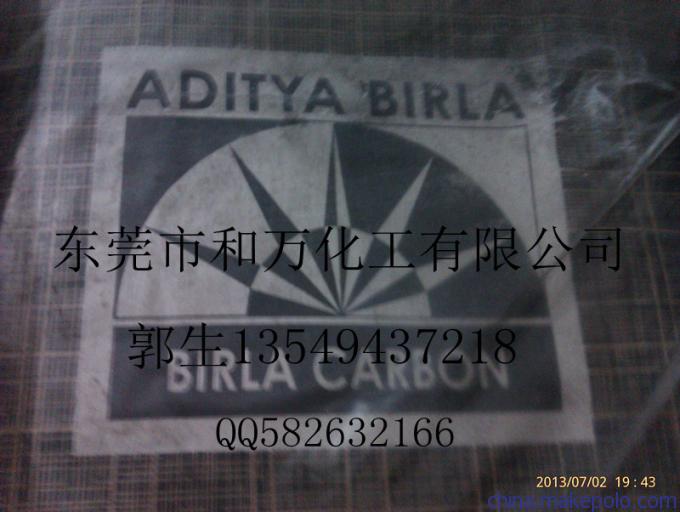 ADITYA BIRLA
东莞市和万化工有限公司
郭生13549437218
BIRLA CARBON
QQ582632166
2013/07/02 19:43
china.makepolo.com